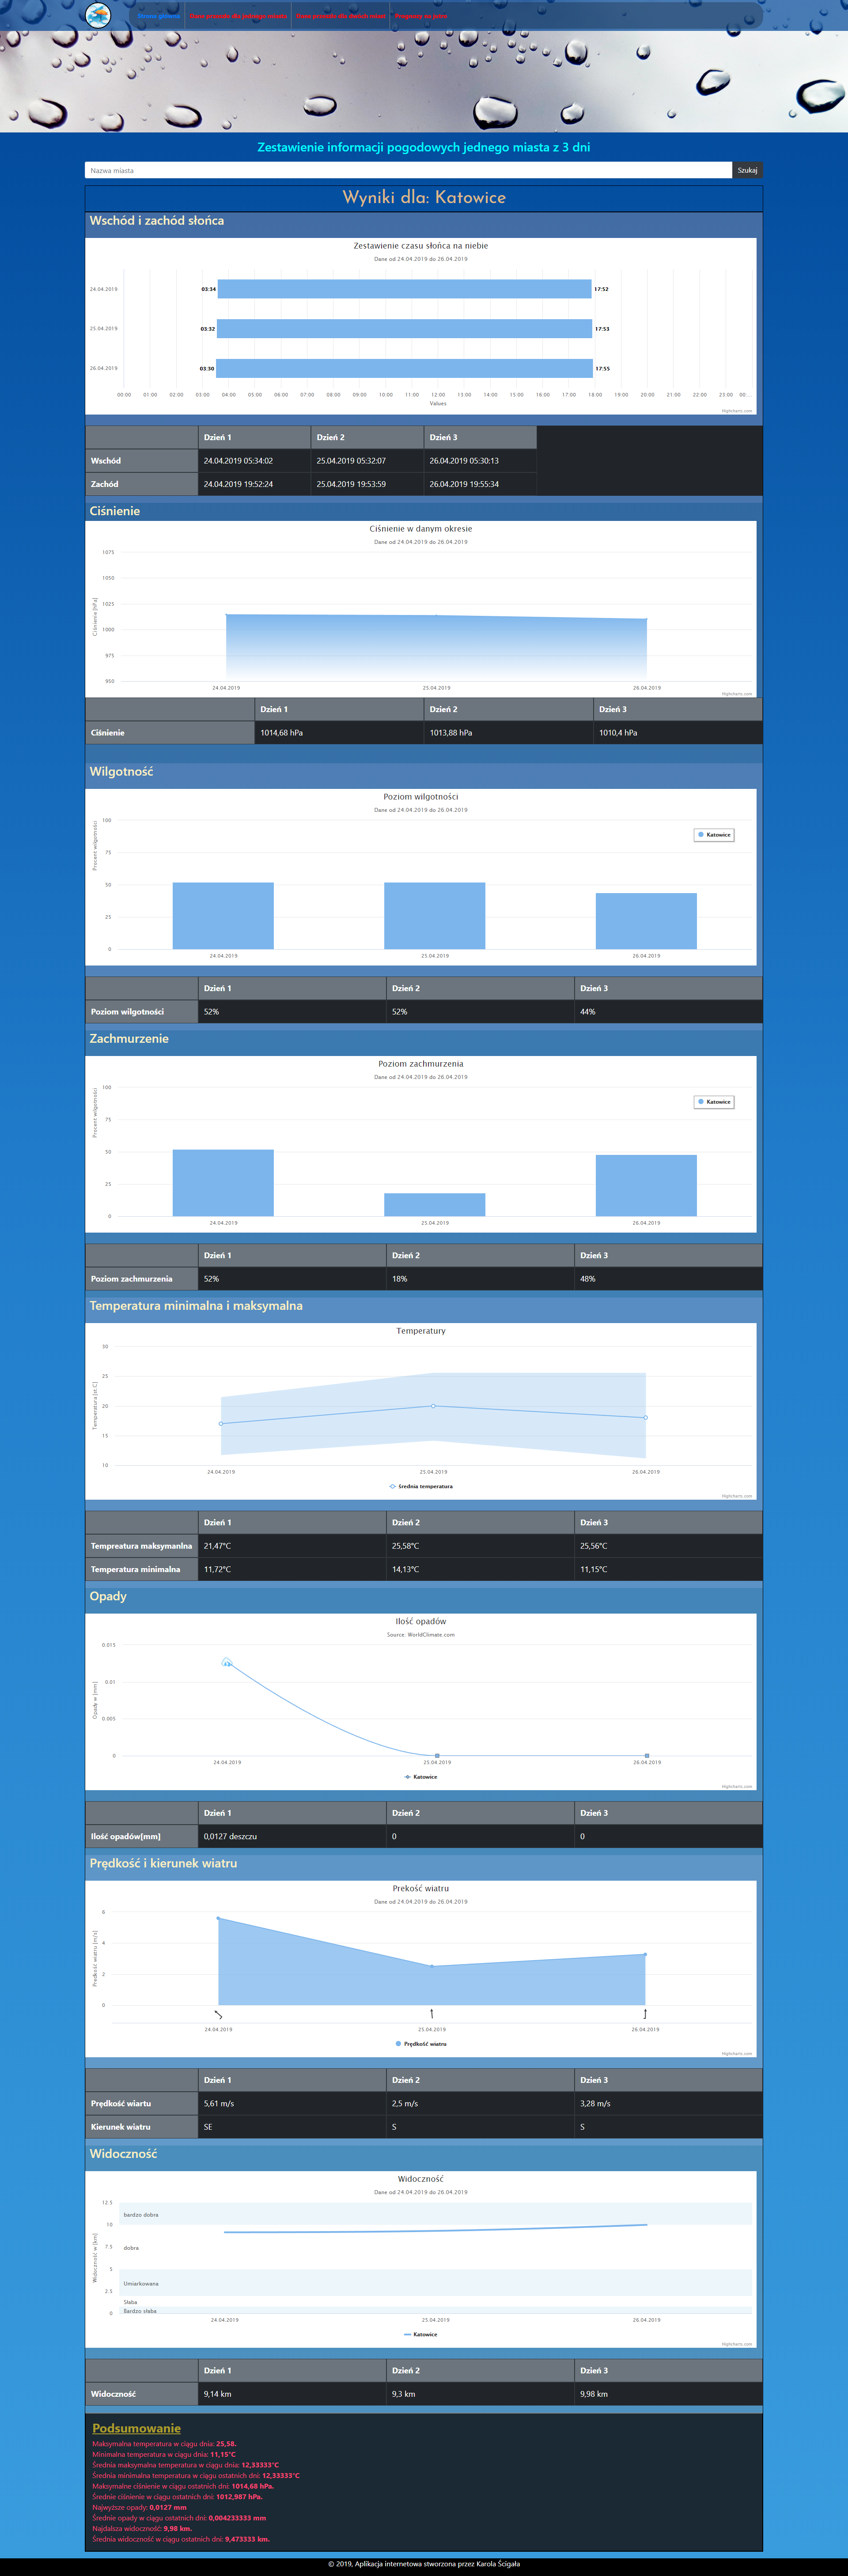 Strona główna Dane pogodowe dla jednego miasta Dane pogodowe dla dwóch miast Prognozy na jutro
Zestawienie informacji pogodowych jednego miasta z 3 dni
Nazwa miasta Szukaj
Wyniki dla: Katowice
Wschód i zachód słońca
Zestawienie czasu słońca na niebie
Dane od 24.04.2019 do 26.04.2019
24.04.2019 03:34 17:52
25.04.2019 03:32 17:53
26.04.2019 03:30 17:55
00:00 01:00 02:00 03:00 04:00 05:00 06:00 07:00 08:00 09:00 10:00 11:00 12:00 13:00 14:00 15:00 16:00 17:00 18:00 19:00 20:00 21:00 22:00 23:00 00:...
Values
Highcharts.com
Dzień 1 Dzień 2 Dzień 3
Wschód 24.04.2019 05:34:02 25.04.2019 05:32:07 26.04.2019 05:30:13
Zachód 24.04.2019 19:52:24 25.04.2019 19:53:59 26.04.2019 19:55:34
Ciśnienie
Ciśnienie w danym okresie
Dane od 24.04.2019 do 26.04.2019
Ciśnienie [hPa]
1075
1050
1025
1000
975
950
24.04.2019 25.04.2019 26.04.2019
Highcharts.com
Dzień 1 Dzień 2 Dzień 3
Ciśnienie 1014,68 hPa 1013,88 hPa 1010,4 hPa
Wilgotność
Poziom wilgotności
Dane od 24.04.2019 do 26.04.2019
Procent wilgotności
100
75
50
25
0
Katowice
24.04.2019 25.04.2019 26.04.2019
Dzień 1 Dzień 2 Dzień 3
Poziom wilgotności 52% 52% 44%
Zachmurzenie
Poziom zachmurzenia
Dane od 24.04.2019 do 26.04.2019
Procent wilgotności
100
75
50
25
0
Katowice
24.04.2019 25.04.2019 26.04.2019
Dzień 1 Dzień 2 Dzień 3
Poziom zachmurzenia 52% 18% 48%
Temperatura minimalna i maksymalna
Temperatury
Temperatura [st.C]
30
25
20
15
10
24.04.2019 25.04.2019 26.04.2019
średnia temperatura
Highcharts.com
Dzień 1 Dzień 2 Dzień 3
Tempreatura maksymanlna 21,47°C 25,58°C 25,56°C
Temperatura minimalna 11,72°C 14,13°C 11,15°C
Opady
Ilość opadów
Source: WorldClimate.com
Opady w [mm]
0.015
0.01
0.005
0
24.04.2019 25.04.2019 26.04.2019
Katowice
Highcharts.com
Dzień 1 Dzień 2 Dzień 3
Ilość opadów[mm] 0,0127 deszczu 0 0
Prędkość i kierunek wiatru
Prekość wiatru
Dane od 24.04.2019 do 26.04.2019
Predkość wiatru [m/s]
6
4
2
0
24.04.2019 25.04.2019 26.04.2019
Prędkość wiatru
Highcharts.com
Dzień 1 Dzień 2 Dzień 3
Prędkość wiartu 5,61 m/s 2,5 m/s 3,28 m/s
Kierunek wiatru SE S S
Widoczność
Widoczność
Dane od 24.04.2019 do 26.04.2019
Widoczność w [km]
12.5
bardzo dobra
10
7.5 dobra
5
Umiarkowana
2.5
Słaba
0 Bardzo słaba
24.04.2019 25.04.2019 26.04.2019
Katowice
Highcharts.com
Dzień 1 Dzień 2 Dzień 3
Widoczność 9,14 km 9,3 km 9,98 km
Podsumowanie
Maksymalna temperatura w ciągu dnia: 25,58.
Minimalna temperatura w ciągu dnia: 11,15°C
Średnia maksymalna temperatura w ciągu dnia: 12,33333°C
Średnia minimalna temperatura w ciągu ostatnich dni: 12,33333°C
Maksymalne ciśnienie w ciągu ostatnich dni: 1014,68 hPa.
Średnie ciśnienie w ciągu ostatnich dni: 1012,987 hPa.
Najwyższe opady: 0,0127 mm
Średnie opady w ciągu ostatnich dni: 0,004233333 mm
Najdalsza widoczność: 9,98 km.
Średnia widoczność w ciągu ostatnich dni: 9,473333 km.
© 2019, Aplikacja internetowa stworzona przez Karola Ścigała